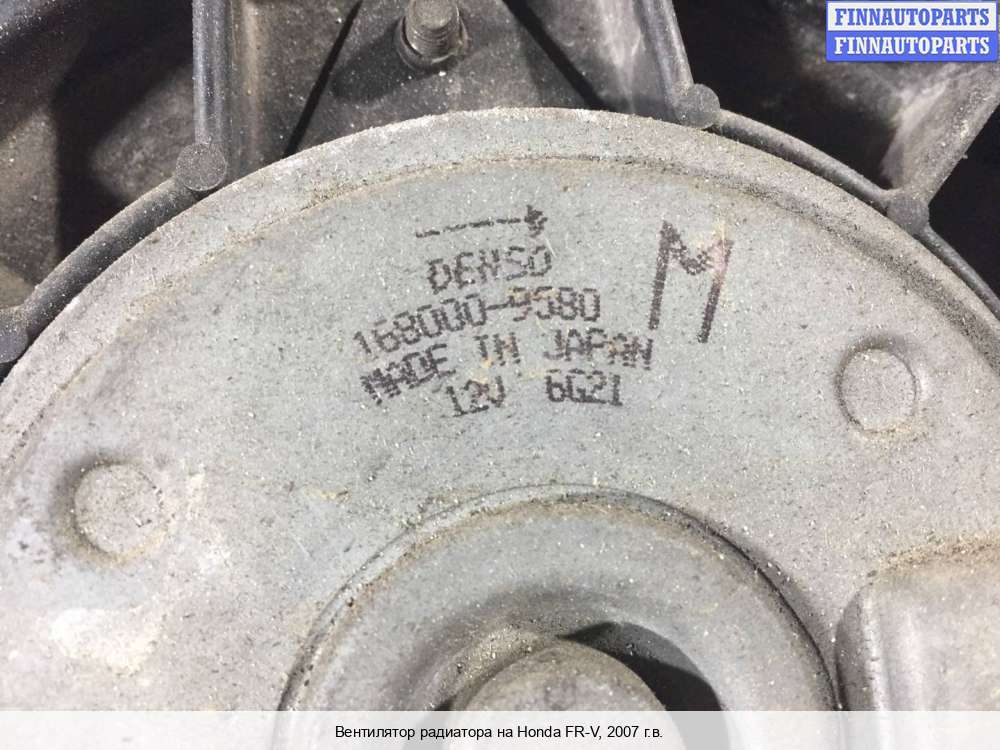 FINNAUTOPARTS
FINNAUTOPARTS
DENSO
M
168000-9580
MADE IN JAPAN
12V 6G21
Вентилятор радиатора на Honda FR-V, 2007 г.в.